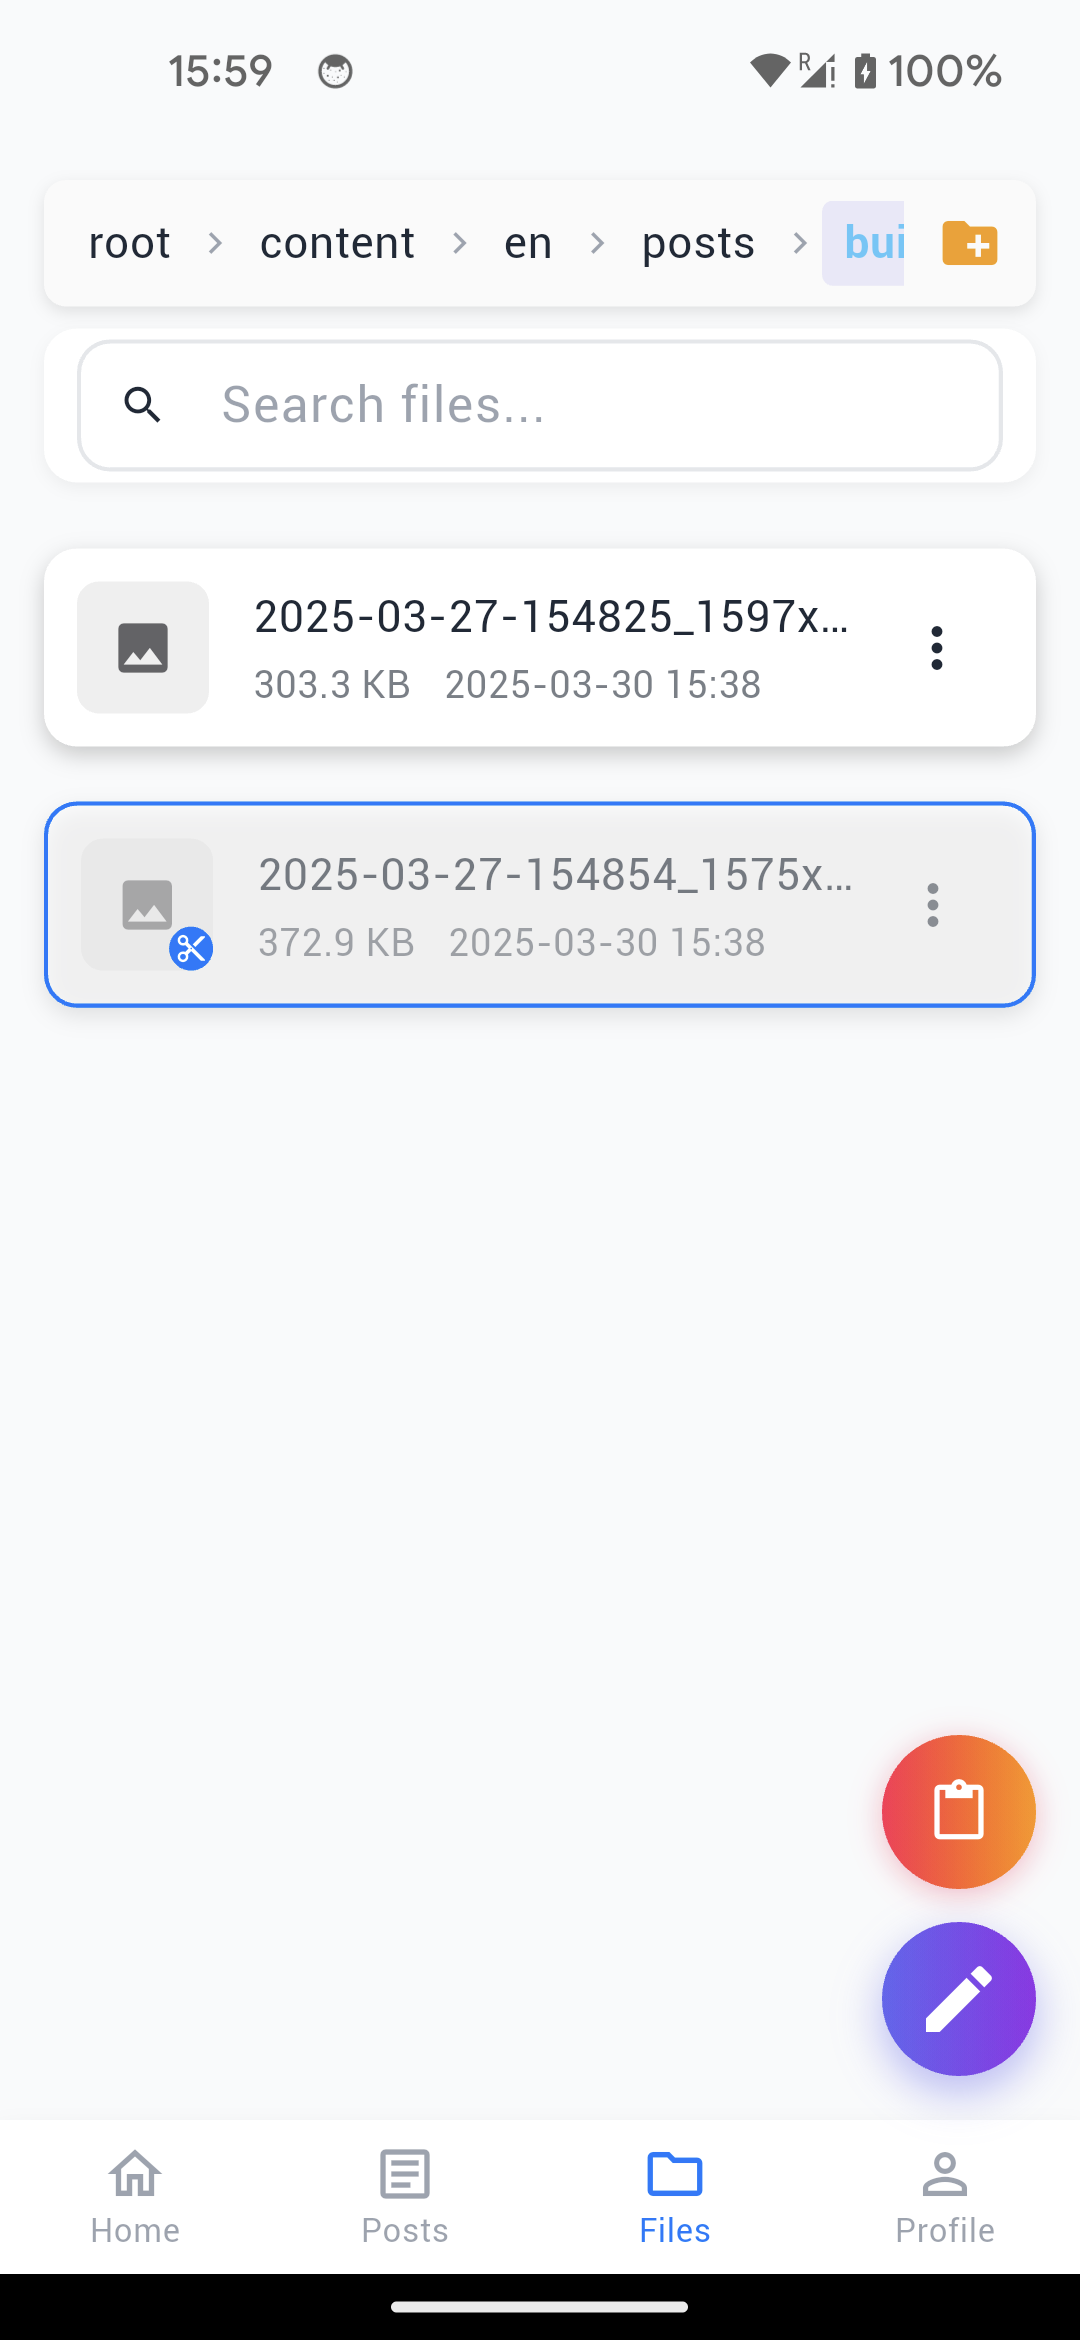 15:59
R
100%
root
content
en
posts
bui
Search files...
2025-03-27-154825_1597x...
303.3 KB 2025-03-30 15:38
2025-03-27-154854_1575x...
372.9 KB 2025-03-30 15:38
Home
Posts
Files
Profile